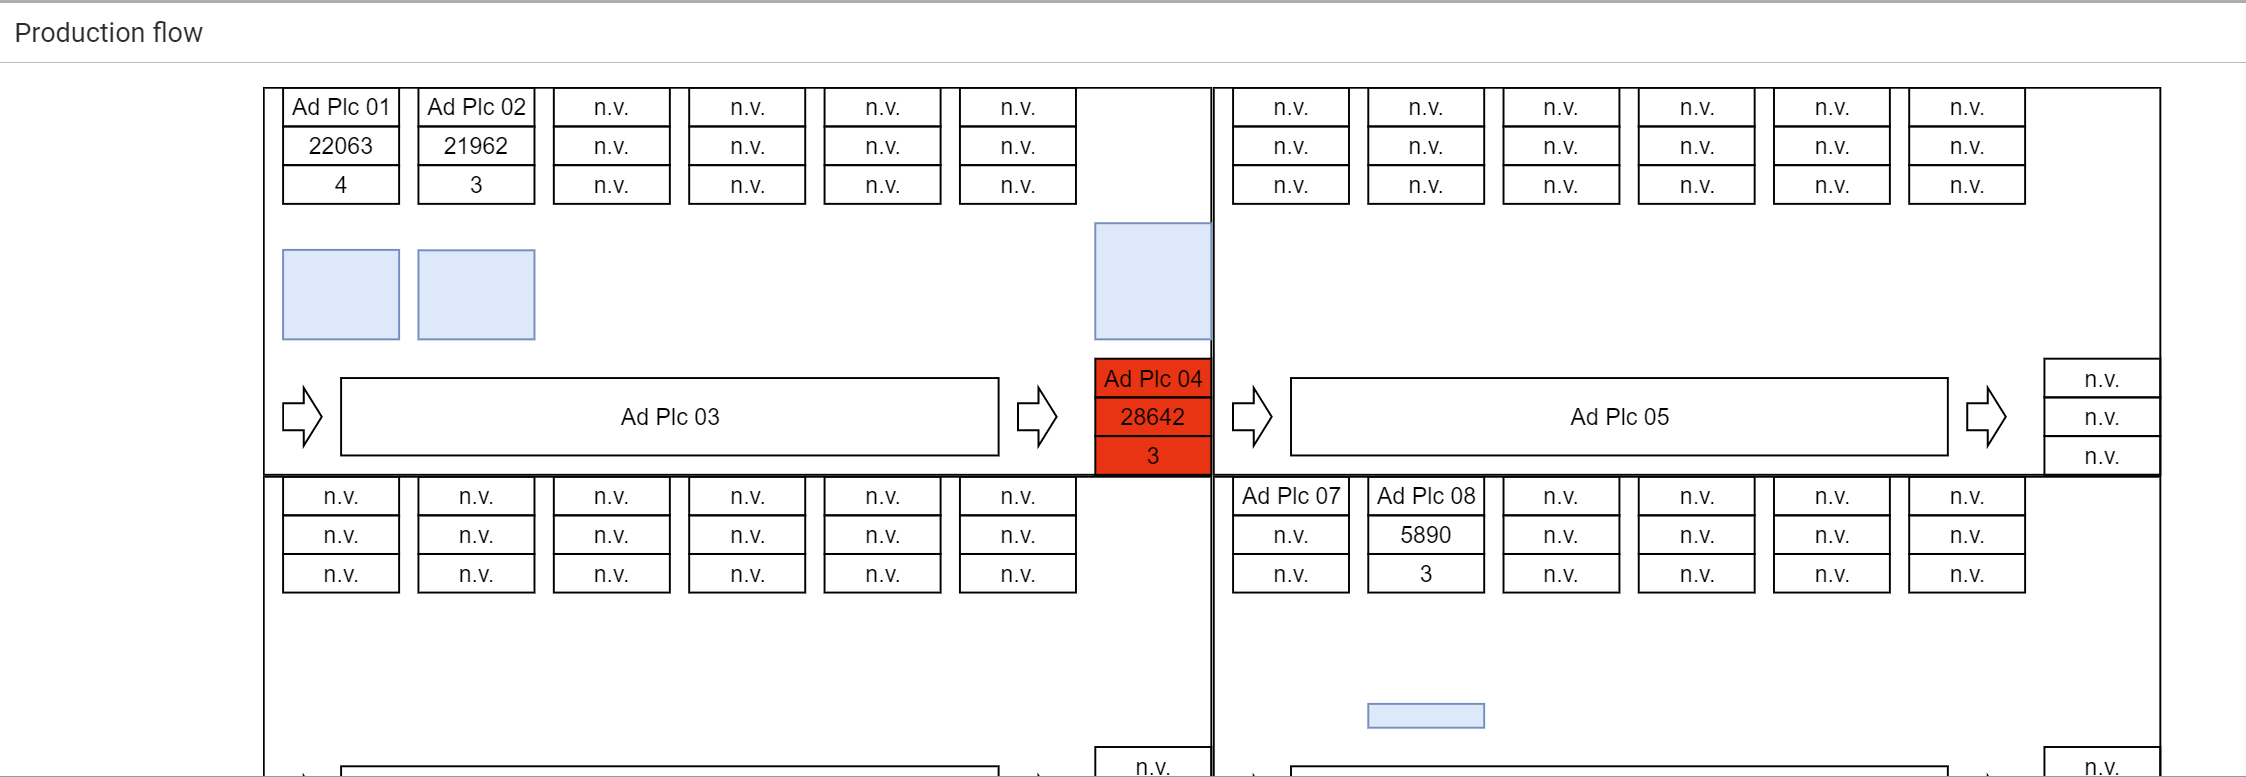 Production flow
Ad Plc 01 Ad Plc 02 n.v. n.v. n.v. n.v. n.v. n.v. n.v. n.v. n.v. n.v.
22063 21962 n.v. n.v. n.v. n.v. n.v. n.v. n.v. n.v. n.v. n.v.
4 3 n.v. n.v. n.v. n.v. n.v. n.v. n.v. n.v. n.v. n.v.
Ad Plc 04 n.v.
Ad Plc 03 28642 Ad Plc 05 n.v.
3 n.v.
n.v. n.v. n.v. n.v. n.v. n.v. Ad Plc 07 Ad Plc 08 n.v. n.v. n.v. n.v.
n.v. n.v. n.v. n.v. n.v. n.v. n.v. 5890 n.v. n.v. n.v. n.v.
n.v. n.v. n.v. n.v. n.v. n.v. n.v. 3 n.v. n.v. n.v. n.v.
n.v. n.v.